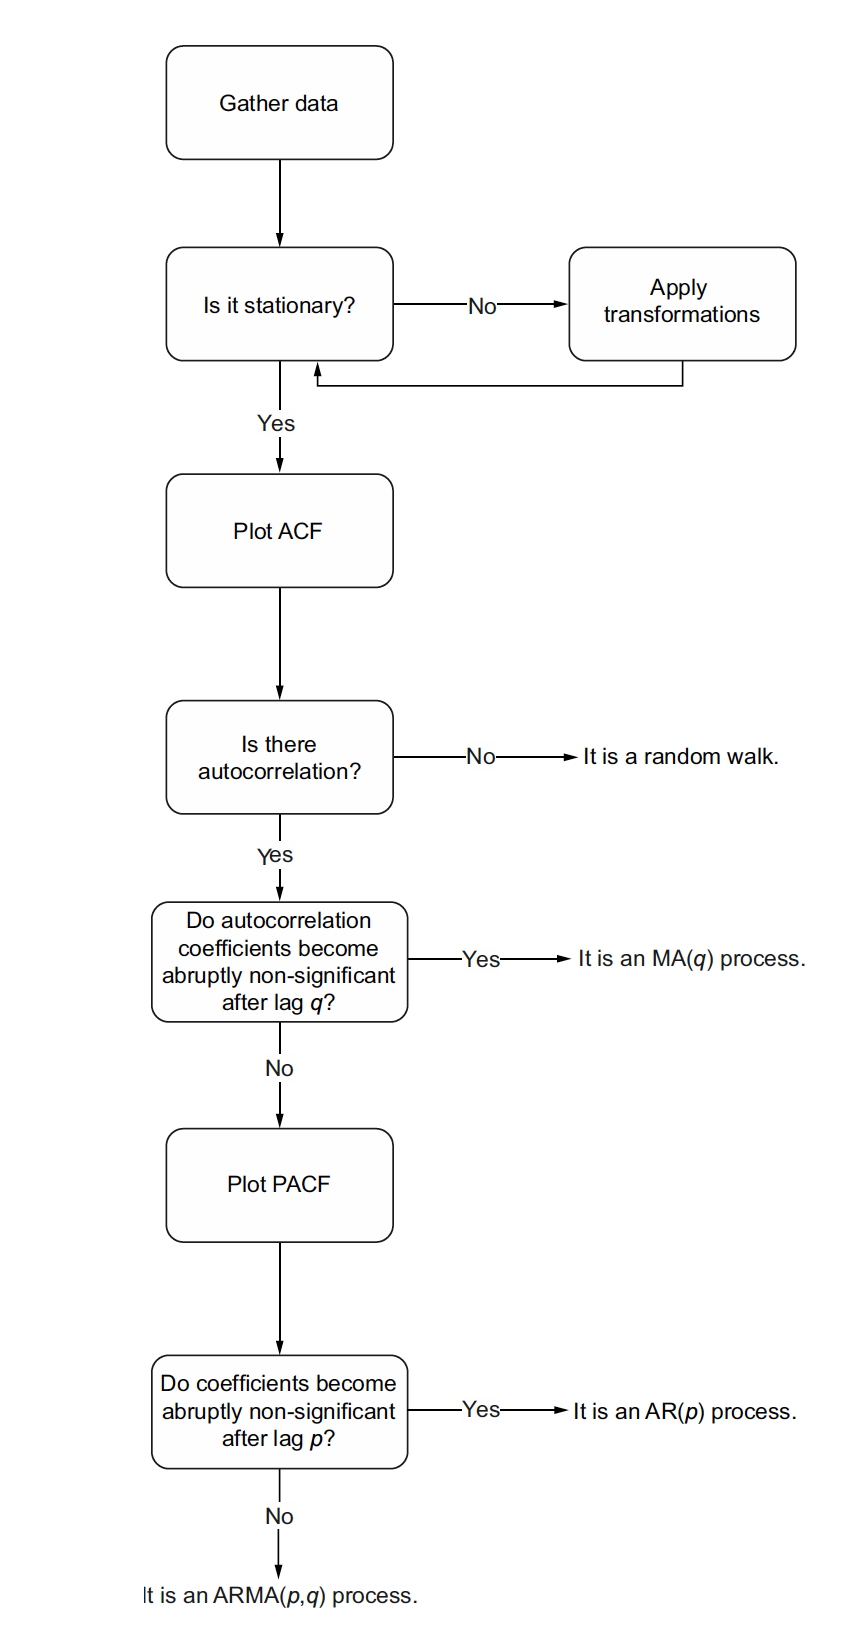 Gather data
Is it stationary?
No
Apply
transformations
Yes
Plot ACF
Is there
autocorrelation?
No
It is a random walk.
Yes
Do autocorrelation
coefficients become
abruptly non-significant
after lag q?
Yes
It is an MA(q) process.
No
Plot PACF
Do coefficients become
abruptly non-significant
after lag p?
Yes
It is an AR(p) process.
No
It is an ARMA(p,q) process.